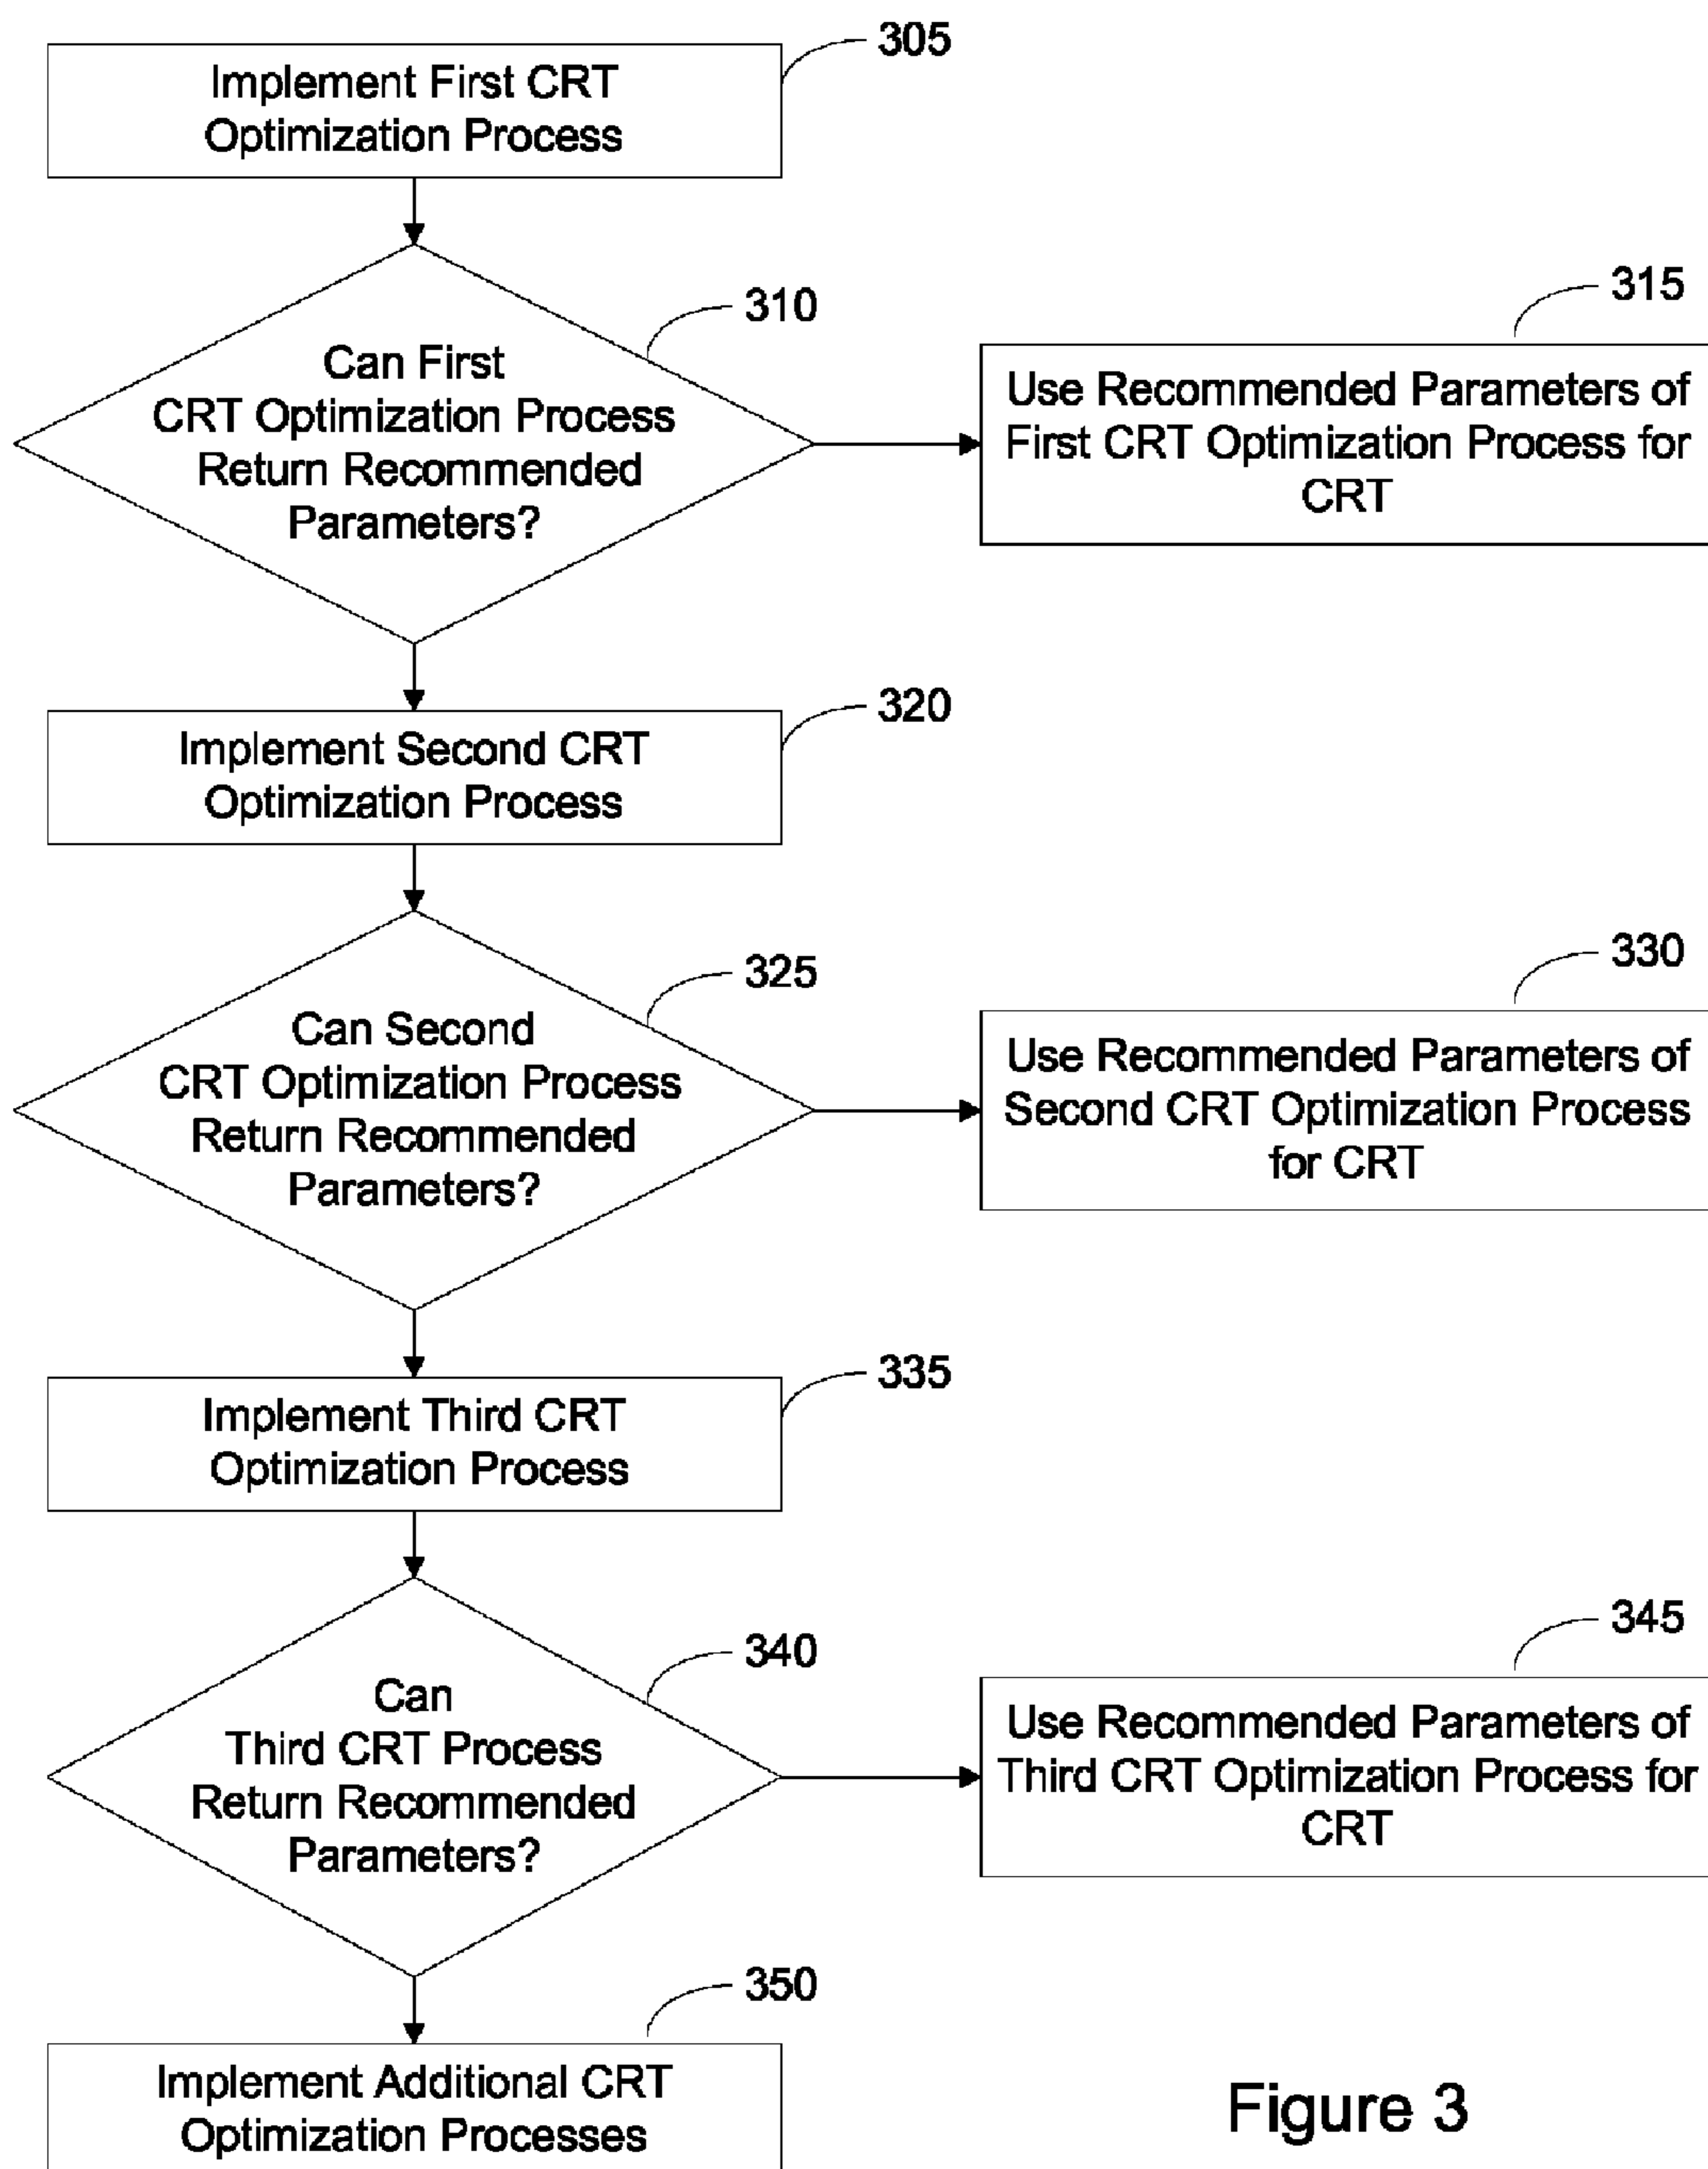 305
Implement First CRT
Optimization Process
310
Can First
CRT Optimization Process
Return Recommended
Parameters?
315
Use Recommended Parameters of
First CRT Optimization Process for
CRT
320
Implement Second CRT
Optimization Process
325
Can Second
CRT Optimization Process
Return Recommended
Parameters?
330
Use Recommended Parameters of
Second CRT Optimization Process
for CRT
335
Implement Third CRT
Optimization Process
340
Can
Third CRT Process
Return Recommended
Parameters?
345
Use Recommended Parameters of
Third CRT Optimization Process for
CRT
350
Implement Additional CRT
Optimization Processes
Figure 3